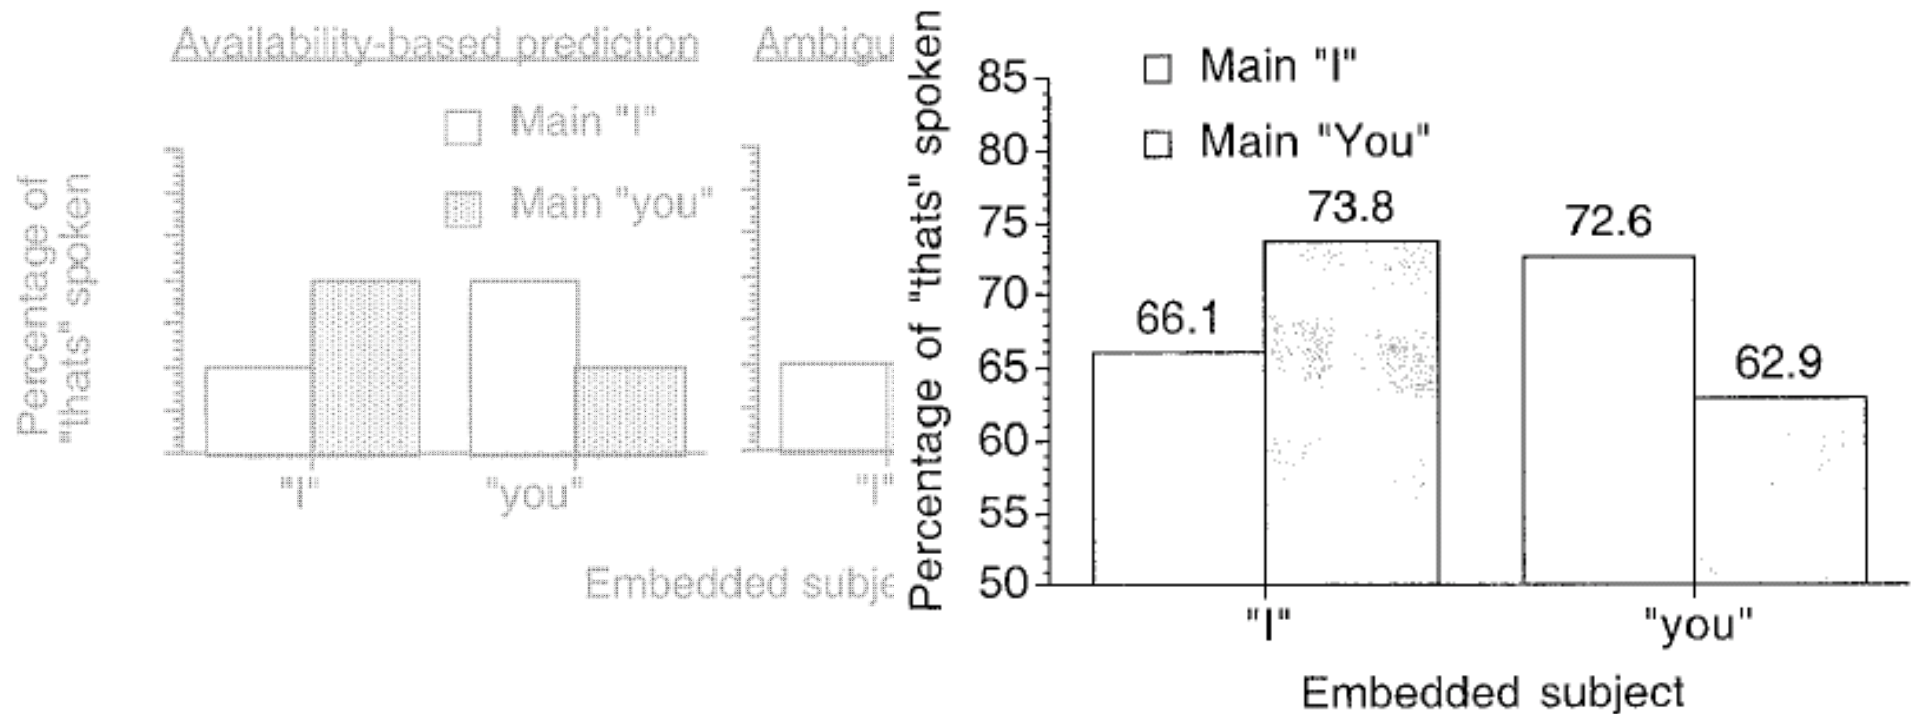 Availability-based prediction
Main "I"
Main "you"
Percentage of
"thats" spoken
"I"
"you"
"I"
Embedded
Percentage of "thats" spoken
85
80
75
70
65
60
55
50
Main "I"
Main "You"
66.1
73.8
72.6
62.9
"I"
"you"
Embedded subject